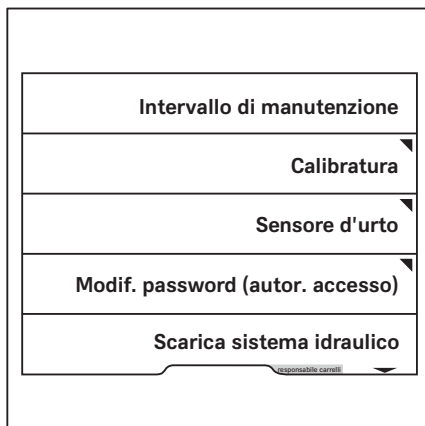 Intervallo di manutenzione
Calibratura
Sensore d'urto
Modif. password (autor. accesso)
Scarica sistema idraulico
responsabile carrelli